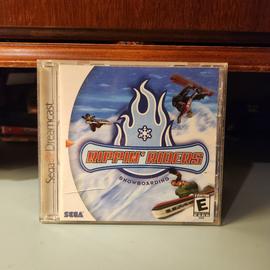 Sega Dreamcast
RIPPIN' RIDERS
SNOWBOARDING
SEGA
E